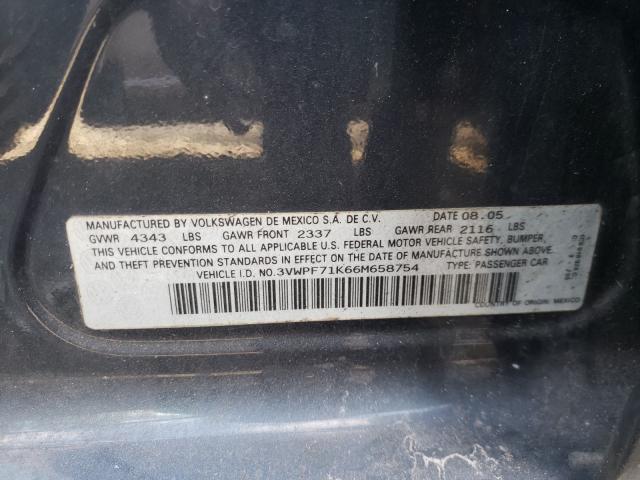 MANUFACTURED BY VOLKSWAGEN DE MEXICO S.A. DE C.V. DATE 08.05
GVWR 4343 LBS GAWR FRONT 2337 LBS GAWR REAR 2116 LBS
THIS VEHICLE CONFORMS TO ALL APPLICABLE U.S. FEDERAL MOTOR VEHICLE SAFETY, BUMPER,
AND THEFT PREVENTION STANDARDS IN EFFECT ON THE DATE OF MANUFACTURE SHOWN ABOVE.
VEHICLE I.D. NO.3VWPF71K66M658754 TYPE: PASSENGER CAR
COUNTRY OF ORIGIN: MEXICO